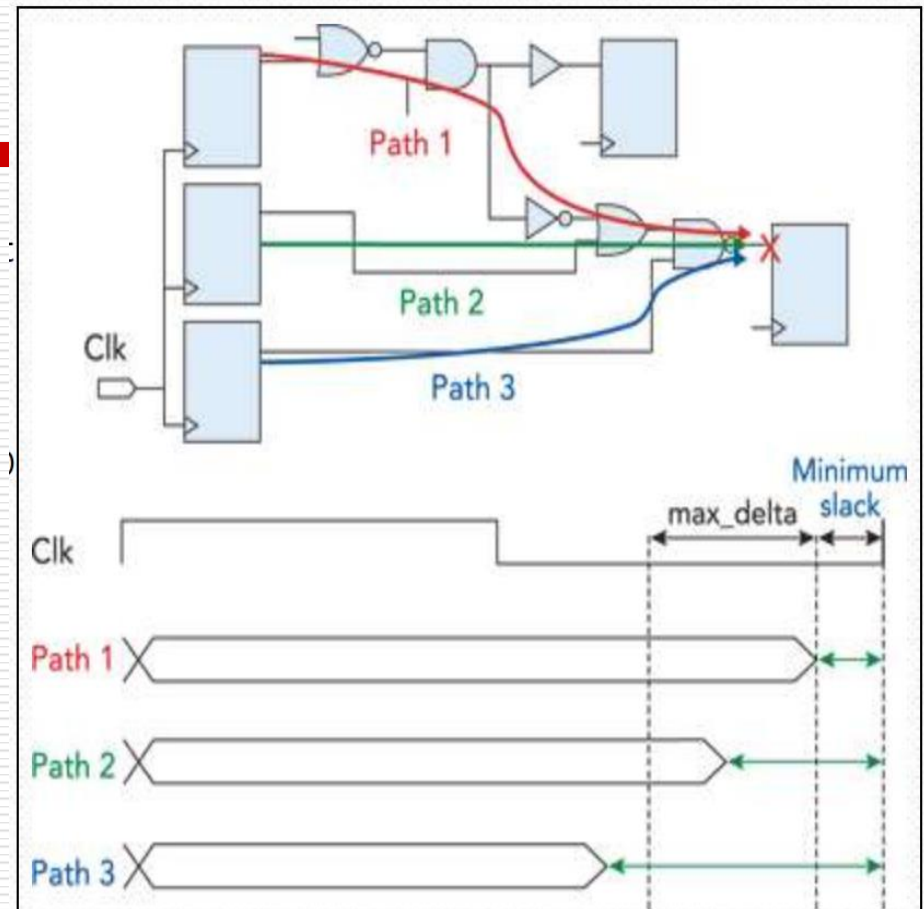 Path 1
Path 2
Clk
Path 3
)
Minimum
slack
max_delta
Clk
Path 1
Path 2
Path 3